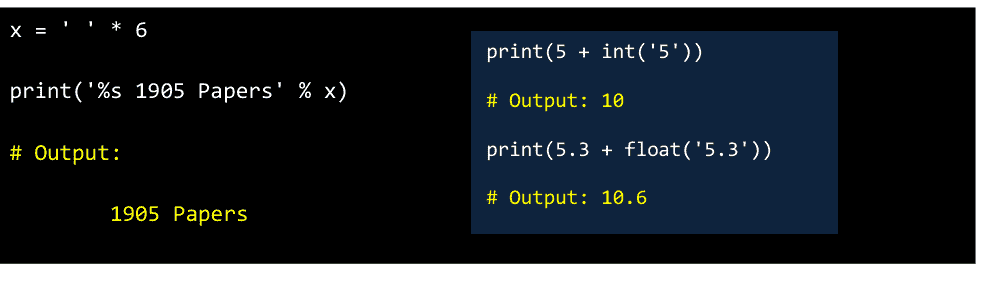 x = ' ' * 6
print('%s 1905 Papers' % x)
# Output:
        1905 Papers
print(5 + int('5'))
# Output: 10
print(5.3 + float('5.3'))
# Output: 10.6